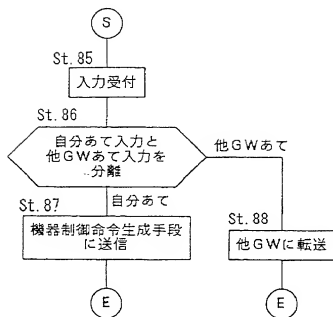 S
St.85
入力受付
St.86
自分あて入力と
他GWあて入力を
分離
他GWあて
自分あて
St.87
機器制御命令生成手段
に送信
St.88
他GWに転送
E
E